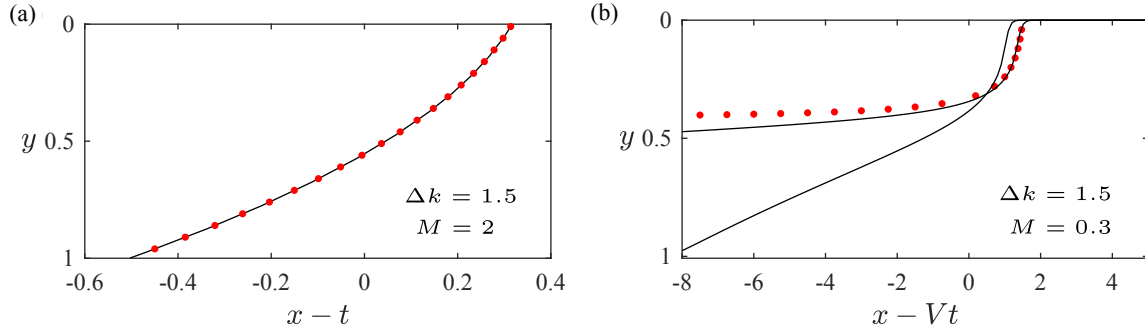 (a)
0
0.5
1
y
-0.6
-0.4
-0.2
0
0.2
0.4
x − t
Δk = 1.5
M = 2
(b)
0
0.5
1
y
-8
-6
-4
-2
0
2
4
x − Vt
Δk = 1.5
M = 0.3